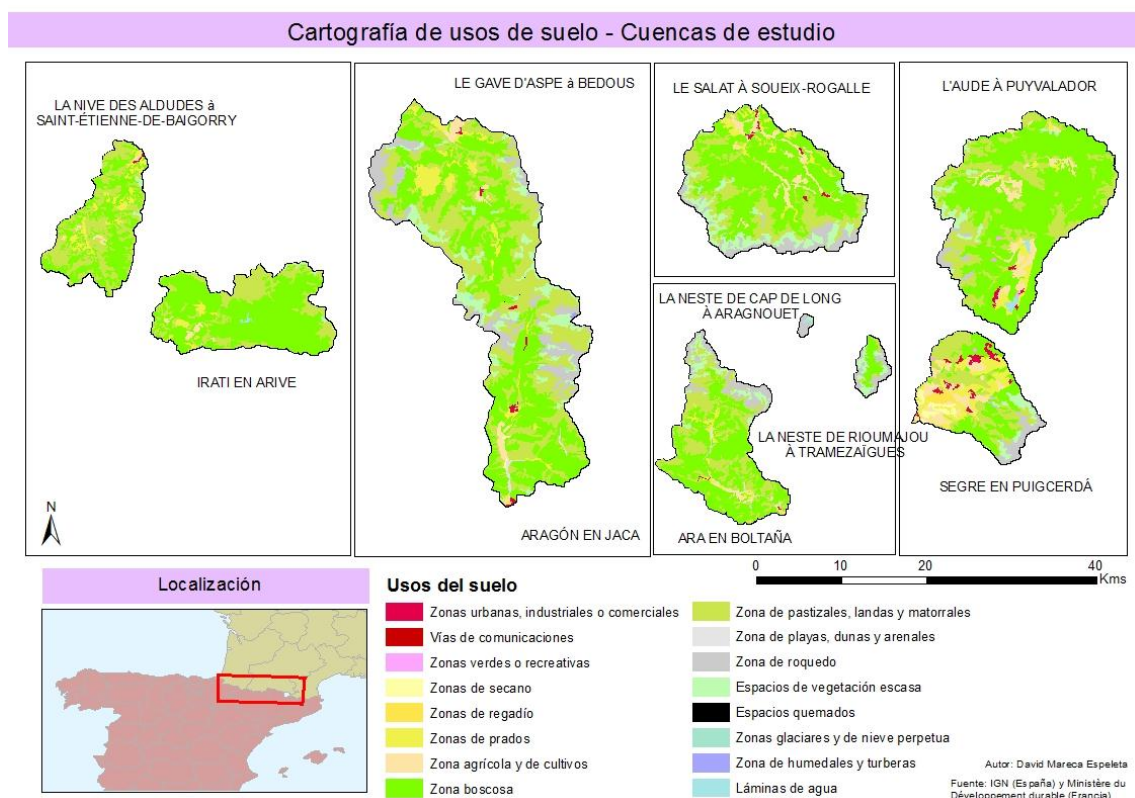 Cartografía de usos de suelo - Cuencas de estudio
LA NIVE DES ALDUDES à
SAINT-ÉTIENNE-DE-BAIGORRY
IRATI EN ARIVE
N
LE GAVE D'ASPE à BEDOUS
ARAGÓN EN JACA
LE SALAT À SOUEIX-ROGALLE
LA NESTE DE CAP DE LONG
À ARAGNOUET
LA NESTE DE RIOUMAJOU
À TRAMEZAÏGUES
ARA EN BOLTAÑA
L'AUDE À PUYVALADOR
SEGRE EN PUIGCERDÁ
0 10 20 40
Kms
Localización
Usos del suelo
Zonas urbanas, industriales o comerciales
Vías de comunicaciones
Zonas verdes o recreativas
Zonas de secano
Zonas de regadío
Zonas de prados
Zona agrícola y de cultivos
Zona boscosa
Zona de pastizales, landas y matorrales
Zona de playas, dunas y arenales
Zona de roquedo
Espacios de vegetación escasa
Espacios quemados
Zonas glaciares y de nieve perpetua
Zona de humedales y turberas
Láminas de agua
Autor: David Mareca Espeleta
Fuente: IGN (España) y Ministère du
Développement durable (Francia)